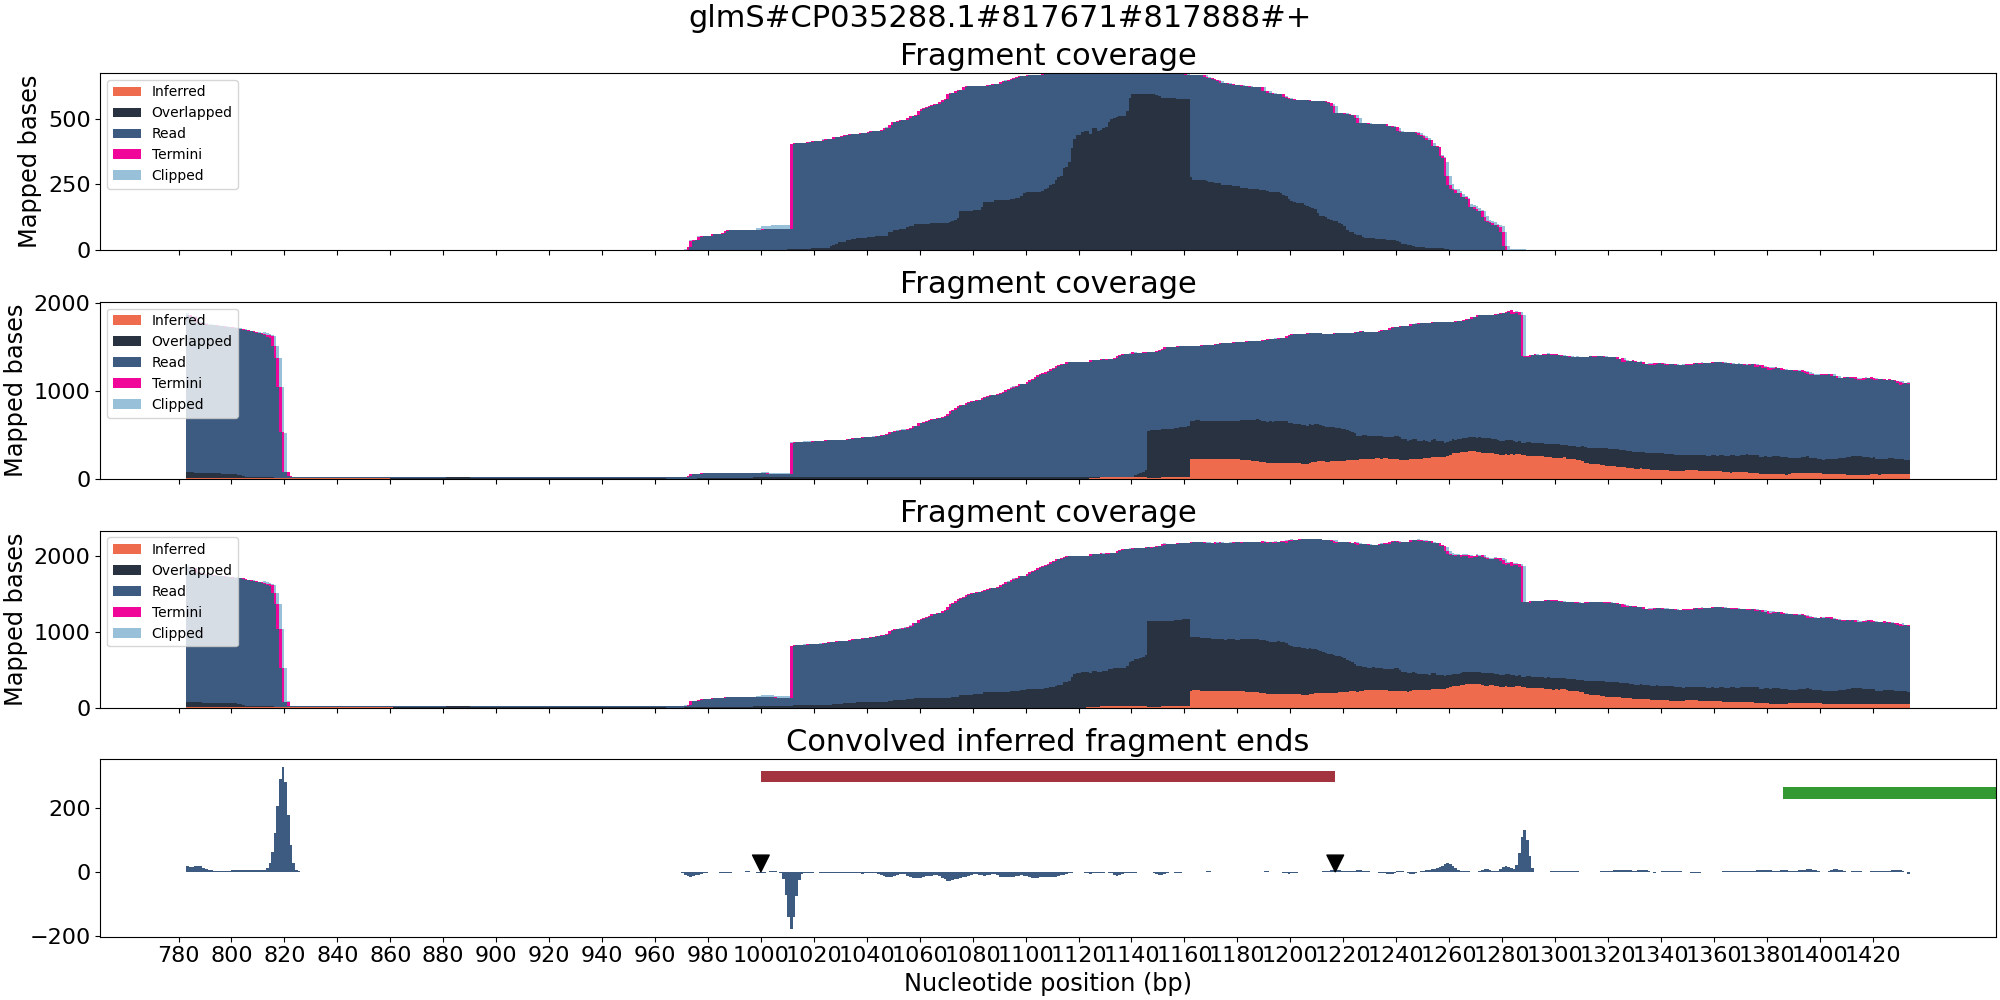 glmS#CP035288.1#817671#817888#+
Fragment coverage
Mapped bases
500
250
0
Inferred
Overlapped
Read
Termini
Clipped
Fragment coverage
Mapped bases
2000
1000
0
Inferred
Overlapped
Read
Termini
Clipped
Fragment coverage
Mapped bases
2000
1000
0
Inferred
Overlapped
Read
Termini
Clipped
Convolved inferred fragment ends
200
0
−200
780 800 820 840 860 880 900 920 940 960 980 1000 1020 1040 1060 1080 1100 1120 1140 1160 1180 1200 1220 1240 1260 1280 1300 1320 1340 1360 1380 1400 1420
Nucleotide position (bp)